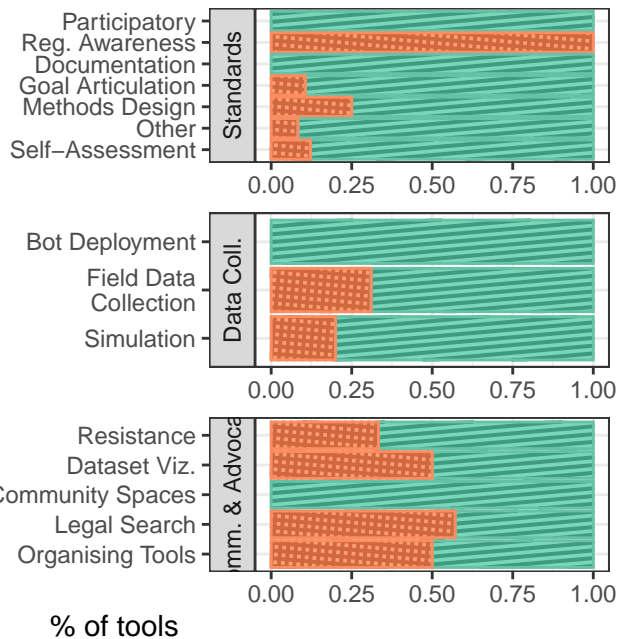 Participatory
Reg. Awareness
Documentation
Goal Articulation
Methods Design
Other
Self−Assessment
Standards
0.00 0.25 0.50 0.75 1.00
Bot Deployment
Field Data
Collection
Simulation
Data Coll.
0.00 0.25 0.50 0.75 1.00
Resistance
Dataset Viz.
Community Spaces
Legal Search
Organising Tools
omm. & Advoca
0.00 0.25 0.50 0.75 1.00
% of tools